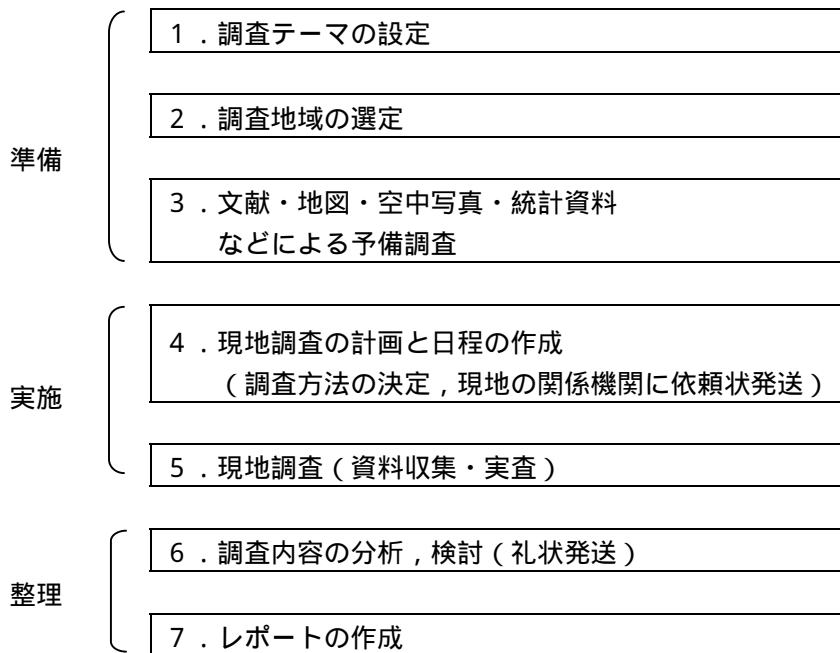 準備
1．調査テーマの設定
2．調査地域の選定
3．文献・地図・空中写真・統計資料
などによる予備調査
実施
4．現地調査の計画と日程の作成
（調査方法の決定，現地の関係機関に依頼状発送）
5．現地調査（資料収集・実査）
整理
6．調査内容の分析，検討（礼状発送）
7．レポートの作成